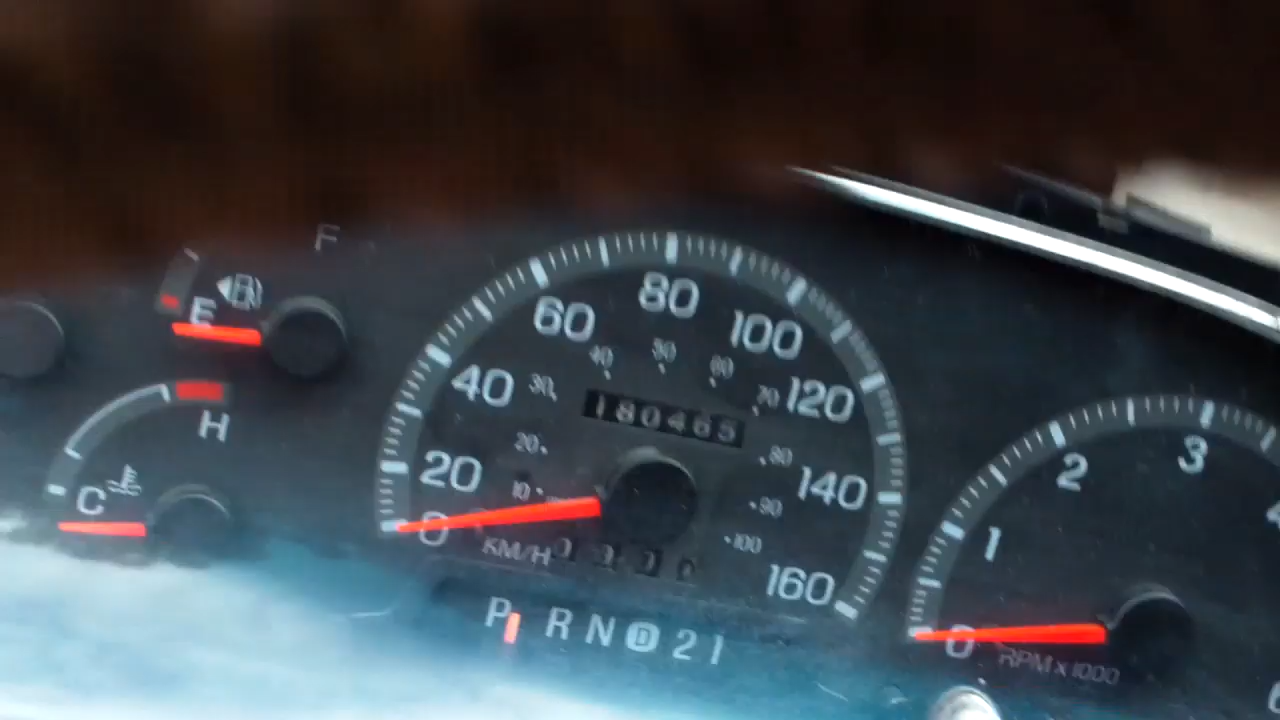 F
E
H
C
0 20 40 60 80 100 120 140 160
10 20 30 40 50 60 70 80 90 100
180465
KM/H
P R N D 2 1
0 1 2 3
RPM x 1000